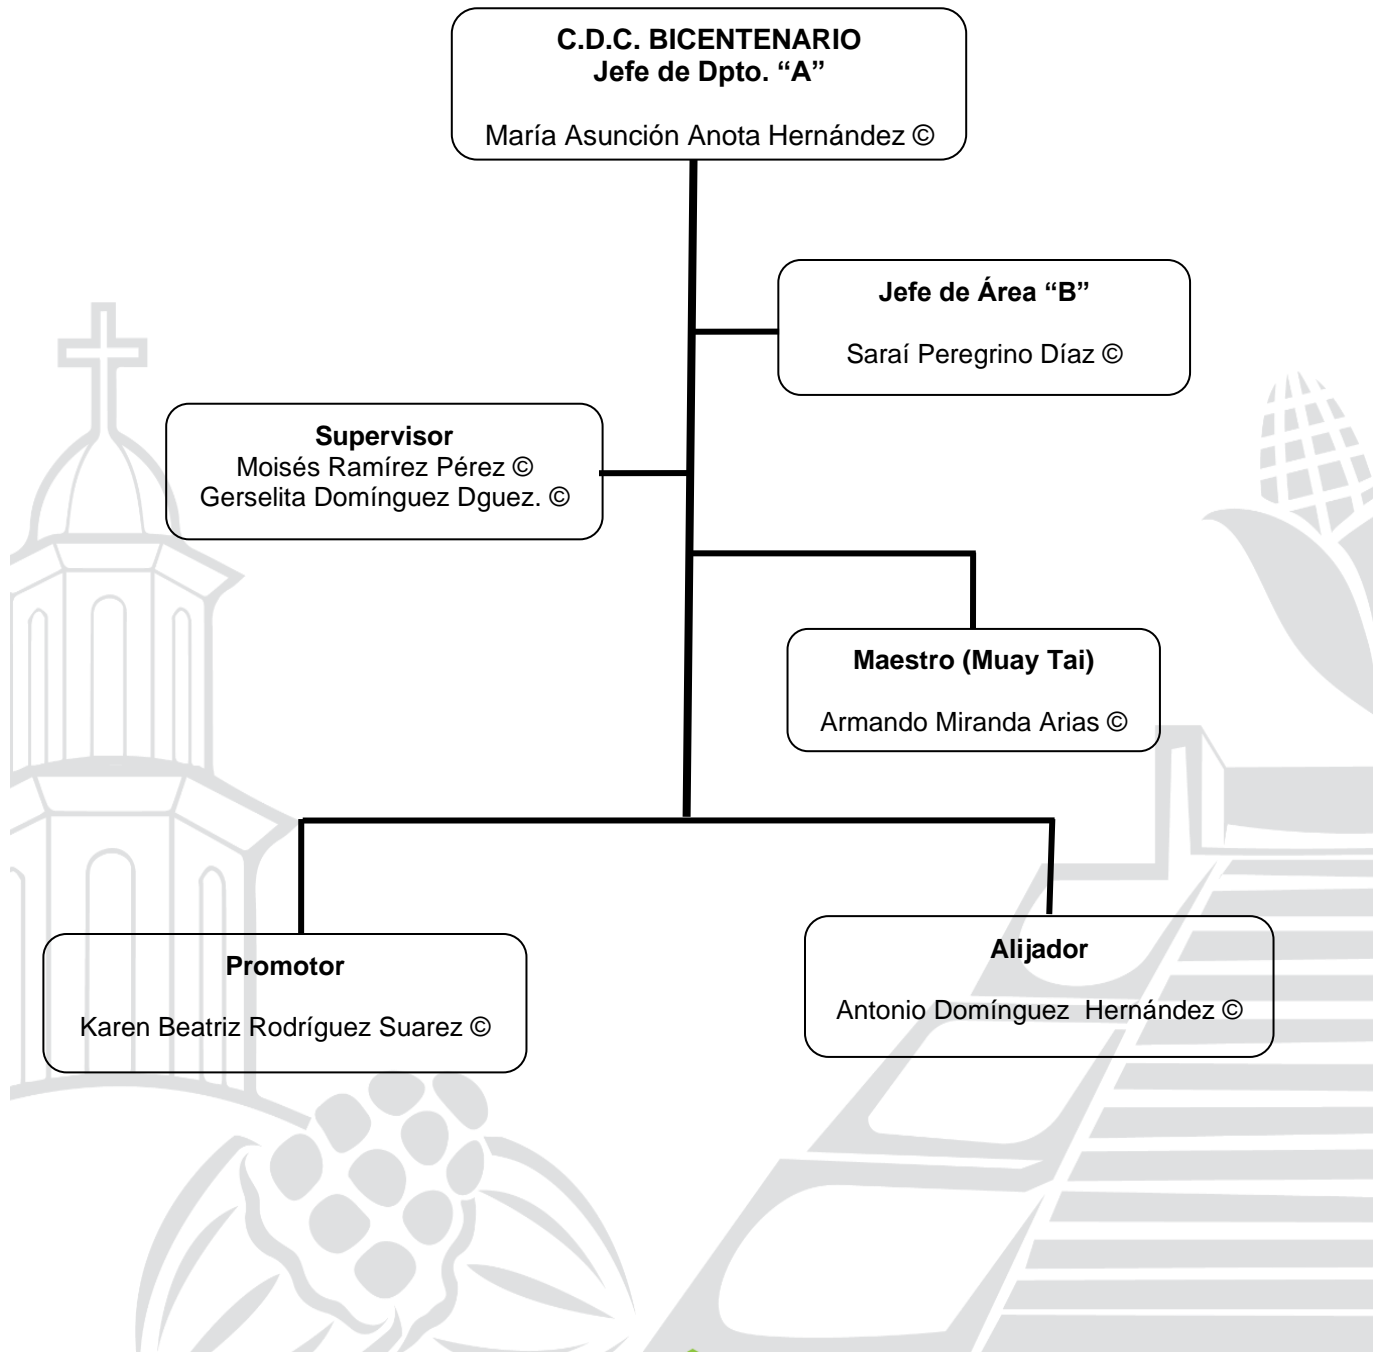 C.D.C. BICENTENARIO
Jefe de Dpto. “A”
María Asunción Anota Hernández ©
Jefe de Área “B”
Saraí Peregrino Díaz ©
Supervisor
Moisés Ramírez Pérez ©
Gerselita Domínguez Dguez. ©
Maestro (Muay Tai)
Armando Miranda Arias ©
Promotor
Karen Beatriz Rodríguez Suarez ©
Alijador
Antonio Domínguez  Hernández ©